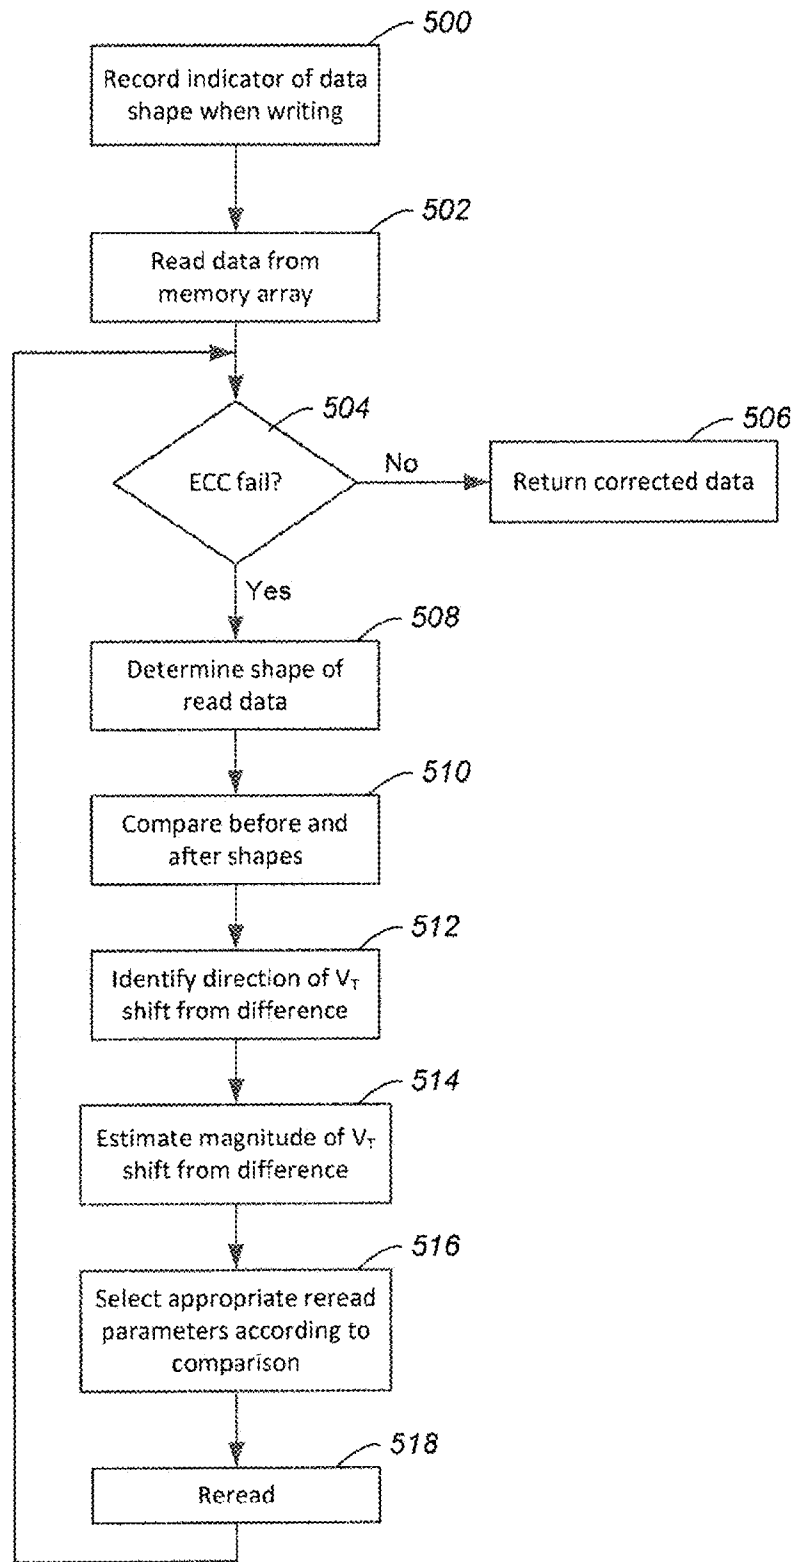 500
Record indicator of data
shape when writing
502
Read data from
memory array
504
ECC fail?
No
506
Return corrected data
Yes
508
Determine shape of
read data
510
Compare before and
after shapes
512
Identify direction of V_T
shift from difference
514
Estimate magnitude of V_T
shift from difference
516
Select appropriate reread
parameters according to
comparison
518
Reread